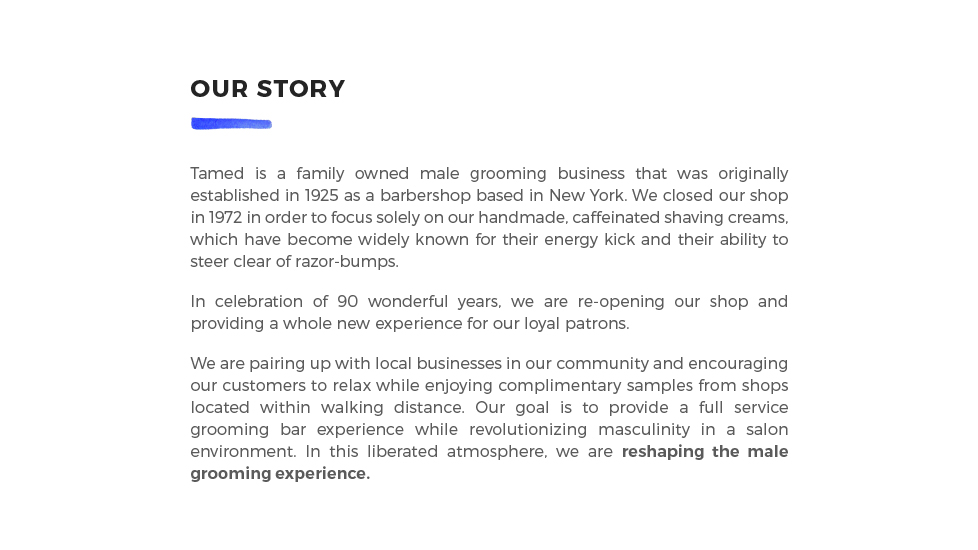 OUR STORY
Tamed is a family owned male grooming business that was originally
established in 1925 as a barbershop based in New York. We closed our shop
in 1972 in order to focus solely on our handmade, caffeinated shaving creams,
which have become widely known for their energy kick and their ability to
steer clear of razor-bumps.
In celebration of 90 wonderful years, we are re-opening our shop and
providing a whole new experience for our loyal patrons.
We are pairing up with local businesses in our community and encouraging
our customers to relax while enjoying complimentary samples from shops
located within walking distance. Our goal is to provide a full service
grooming bar experience while revolutionizing masculinity in a salon
environment. In this liberated atmosphere, we are reshaping the male
grooming experience.